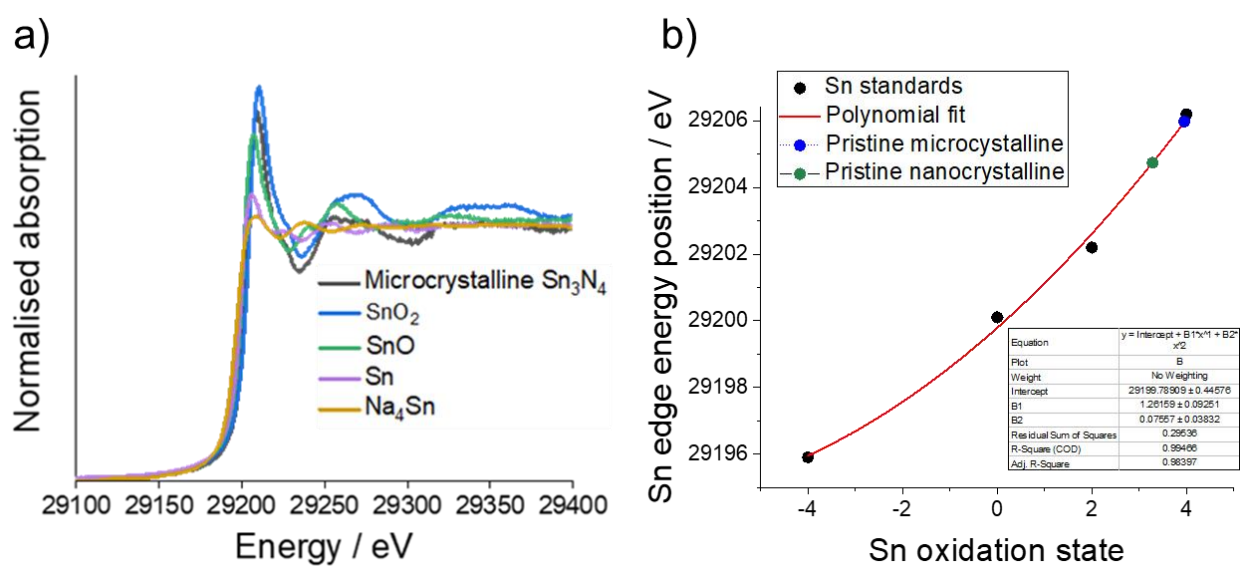 a)
Normalised absorption
Microcrystalline Sn₃N₄
SnO₂
SnO
Sn
Na₄Sn
29100 29150 29200 29250 29300 29350 29400
Energy / eV
b)
Sn edge energy position / eV
29206
29204
29202
29200
29198
29196
Sn standards
Polynomial fit
Pristine microcrystalline
Pristine nanocrystalline
Equation y = Intercept + B1*x^1 + B2*
x^2
Plot B
Weight No Weighting
Intercept 29199.78909 ± 0.44576
B1 1.26159 ± 0.09251
B2 0.07557 ± 0.03832
Residual Sum of Squares 0.29536
R-Square (COD) 0.99466
Adj. R-Square 0.98397
-4 -2 0 2 4
Sn oxidation state